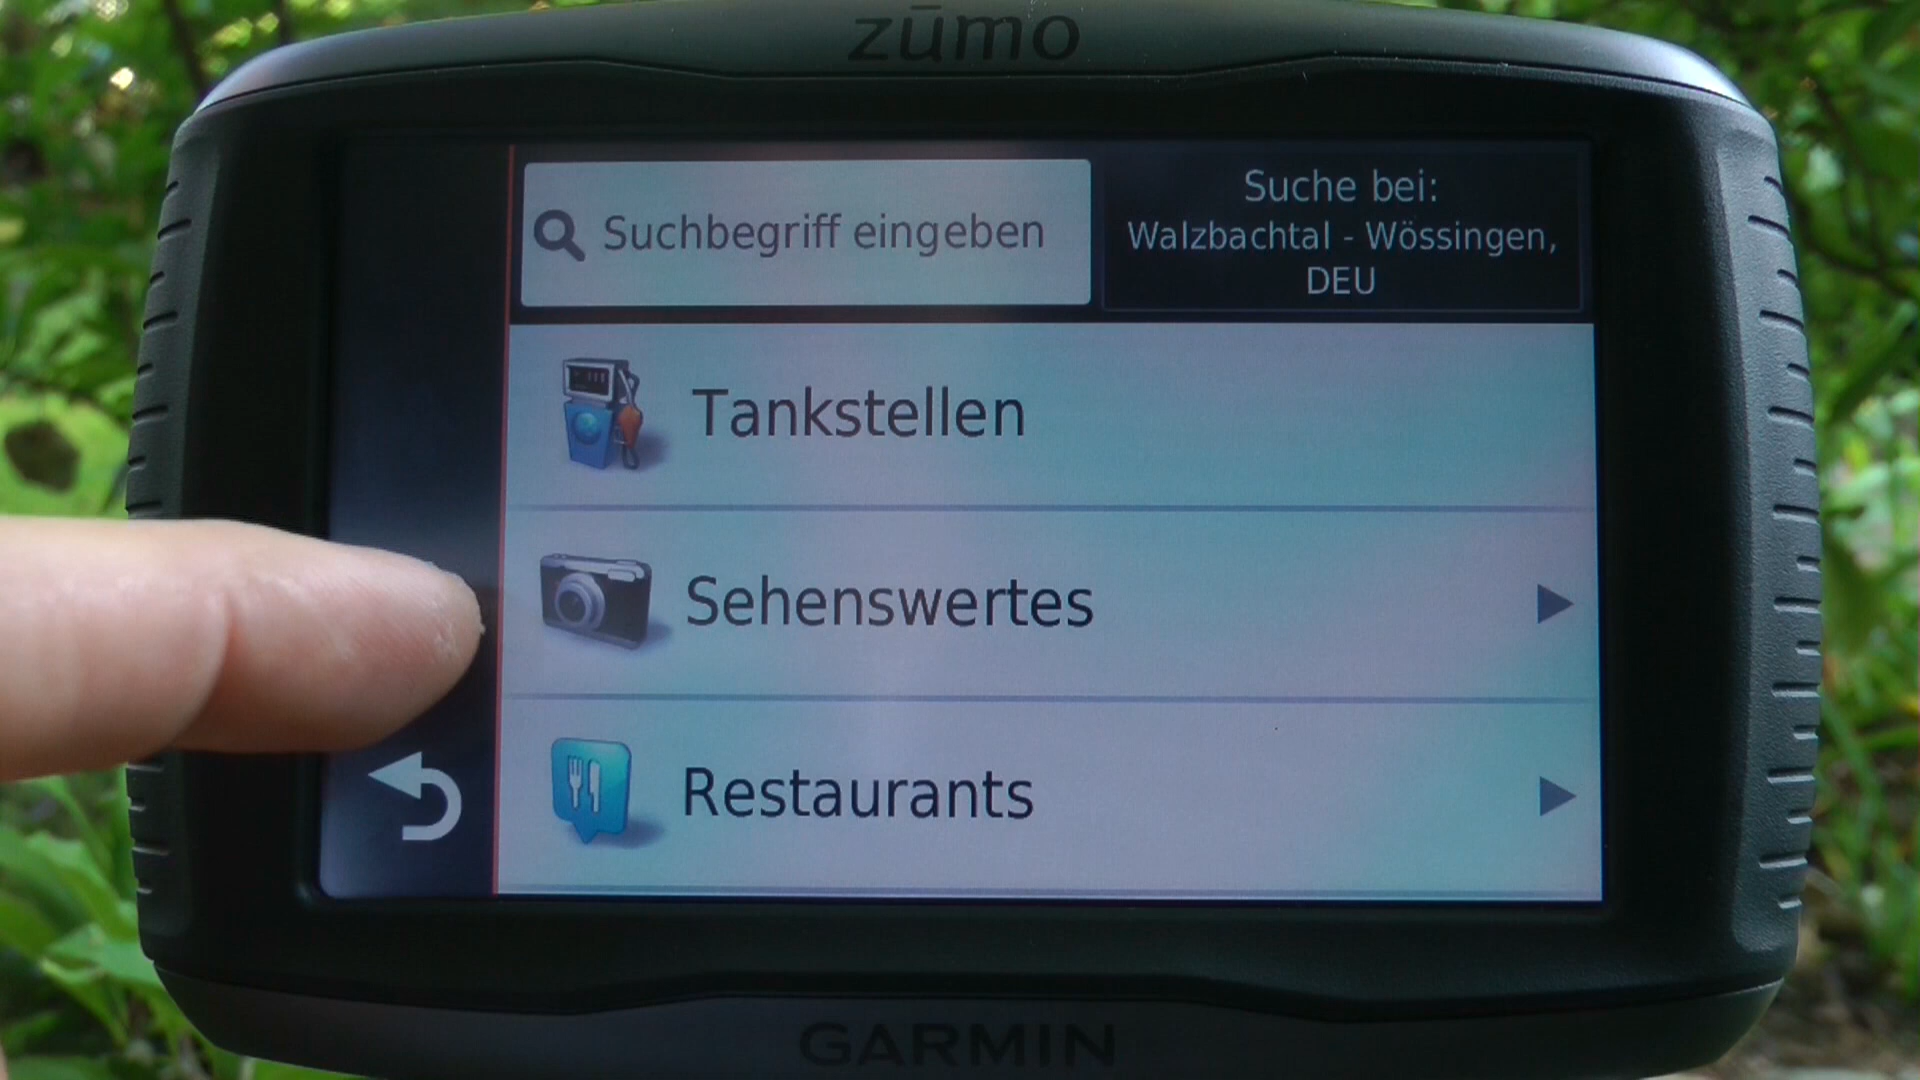 zūmo
Suchbegriff eingeben
Suche bei:
Walzbachtal - Wössingen,
DEU
Tankstellen
Sehenswertes
Restaurants
GARMIN